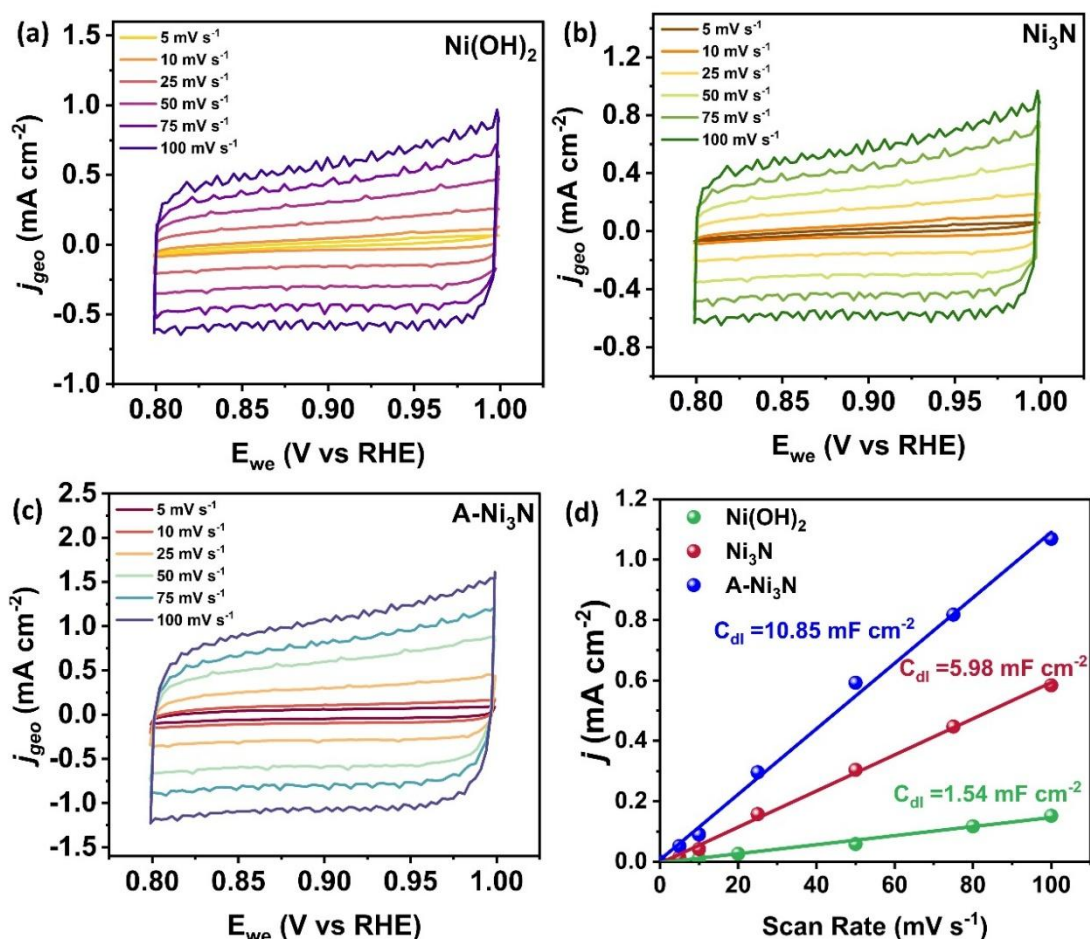 (a)
Ni(OH)₂
5 mV s⁻¹
10 mV s⁻¹
25 mV s⁻¹
50 mV s⁻¹
75 mV s⁻¹
100 mV s⁻¹
1.5
1.0
0.5
0.0
-0.5
-1.0
j_geo (mA cm⁻²)
0.80 0.85 0.90 0.95 1.00
E_we (V vs RHE)
(b)
Ni₃N
5 mV s⁻¹
10 mV s⁻¹
25 mV s⁻¹
50 mV s⁻¹
75 mV s⁻¹
100 mV s⁻¹
1.2
0.8
0.4
0.0
-0.4
-0.8
j_geo (mA cm⁻²)
0.80 0.85 0.90 0.95 1.00
E_we (V vs RHE)
(c)
A-Ni₃N
5 mV s⁻¹
10 mV s⁻¹
25 mV s⁻¹
50 mV s⁻¹
75 mV s⁻¹
100 mV s⁻¹
2.5
2.0
1.5
1.0
0.5
0.0
-0.5
-1.0
-1.5
j_geo (mA cm⁻²)
0.80 0.85 0.90 0.95 1.00
E_we (V vs RHE)
(d)
Ni(OH)₂
Ni₃N
A-Ni₃N
C_dl =10.85 mF cm⁻²
C_dl =5.98 mF cm⁻²
C_dl =1.54 mF cm⁻²
1.2
1.0
0.8
0.6
0.4
0.2
0.0
j (mA cm⁻²)
0 20 40 60 80 100
Scan Rate (mV s⁻¹)